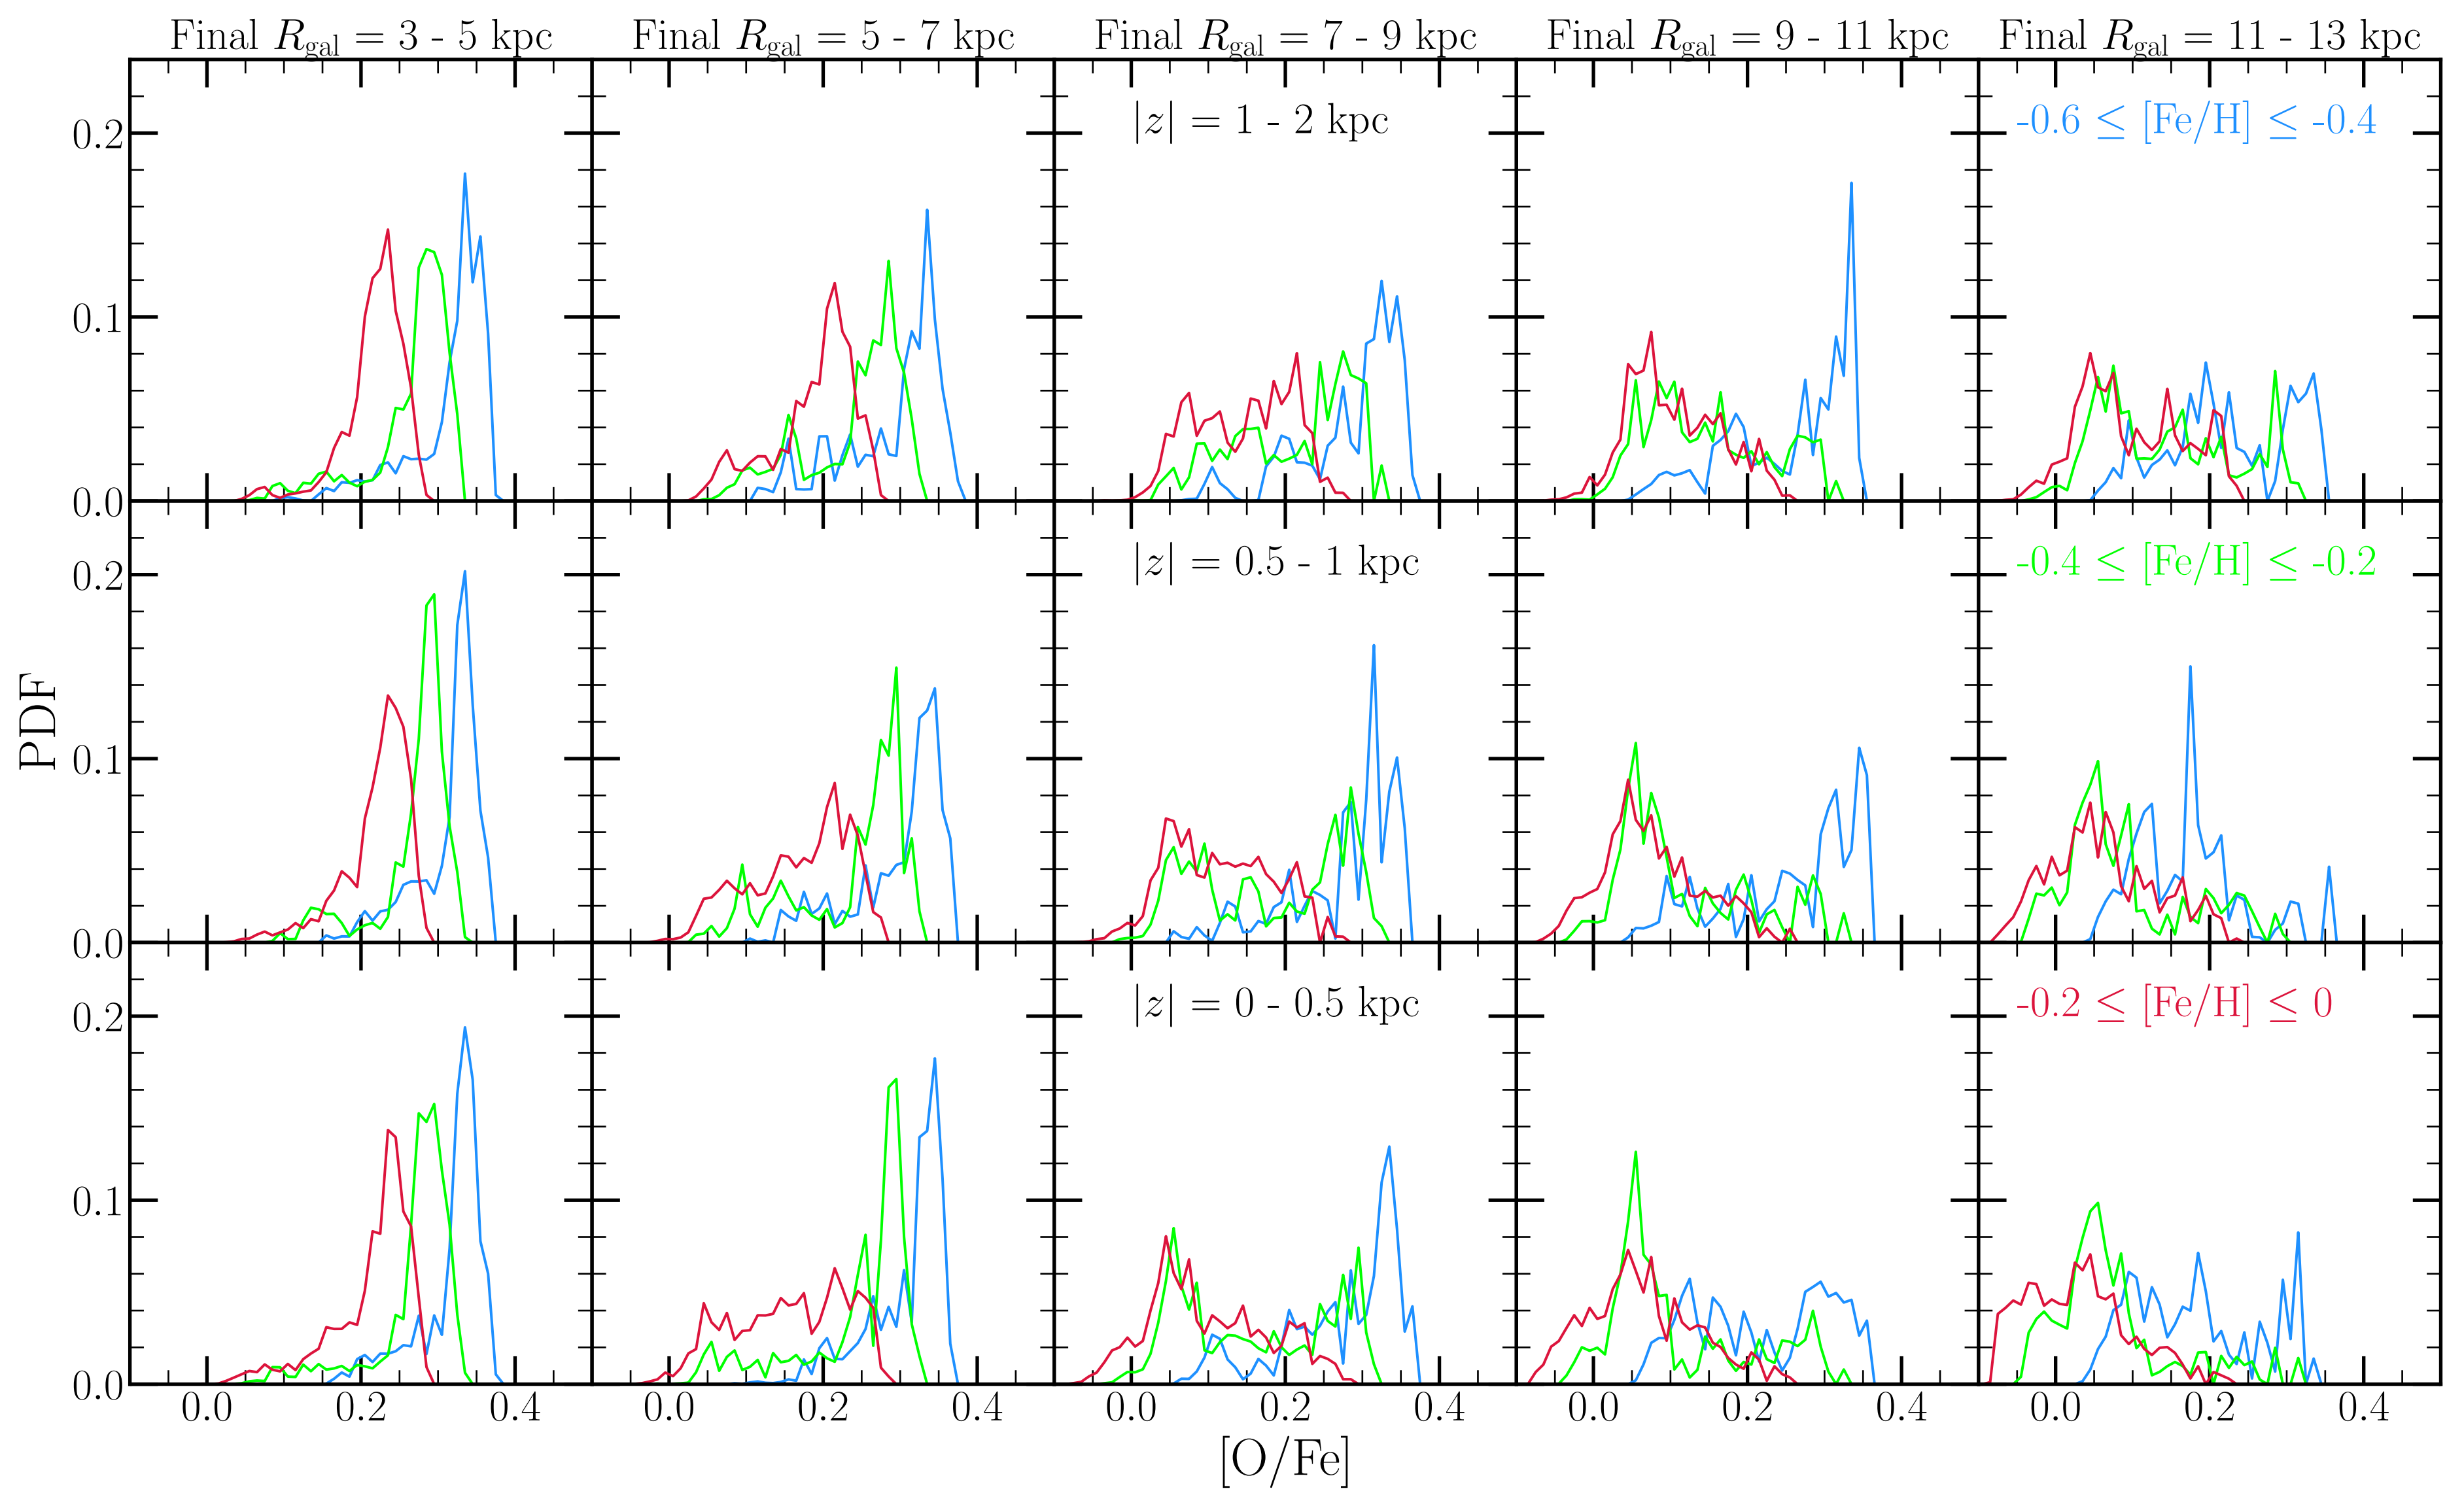 Final R_gal = 3 - 5 kpc
Final R_gal = 5 - 7 kpc
Final R_gal = 7 - 9 kpc
Final R_gal = 9 - 11 kpc
Final R_gal = 11 - 13 kpc
|z| = 1 - 2 kpc
-0.6 ≤ [Fe/H] ≤ -0.4
0.2
0.1
0.0
|z| = 0.5 - 1 kpc
-0.4 ≤ [Fe/H] ≤ -0.2
0.2
0.1
0.0
PDF
|z| = 0 - 0.5 kpc
-0.2 ≤ [Fe/H] ≤ 0
0.2
0.1
0.0
0.0 0.2 0.4
0.0 0.2 0.4
0.0 0.2 0.4
0.0 0.2 0.4
0.0 0.2 0.4
[O/Fe]